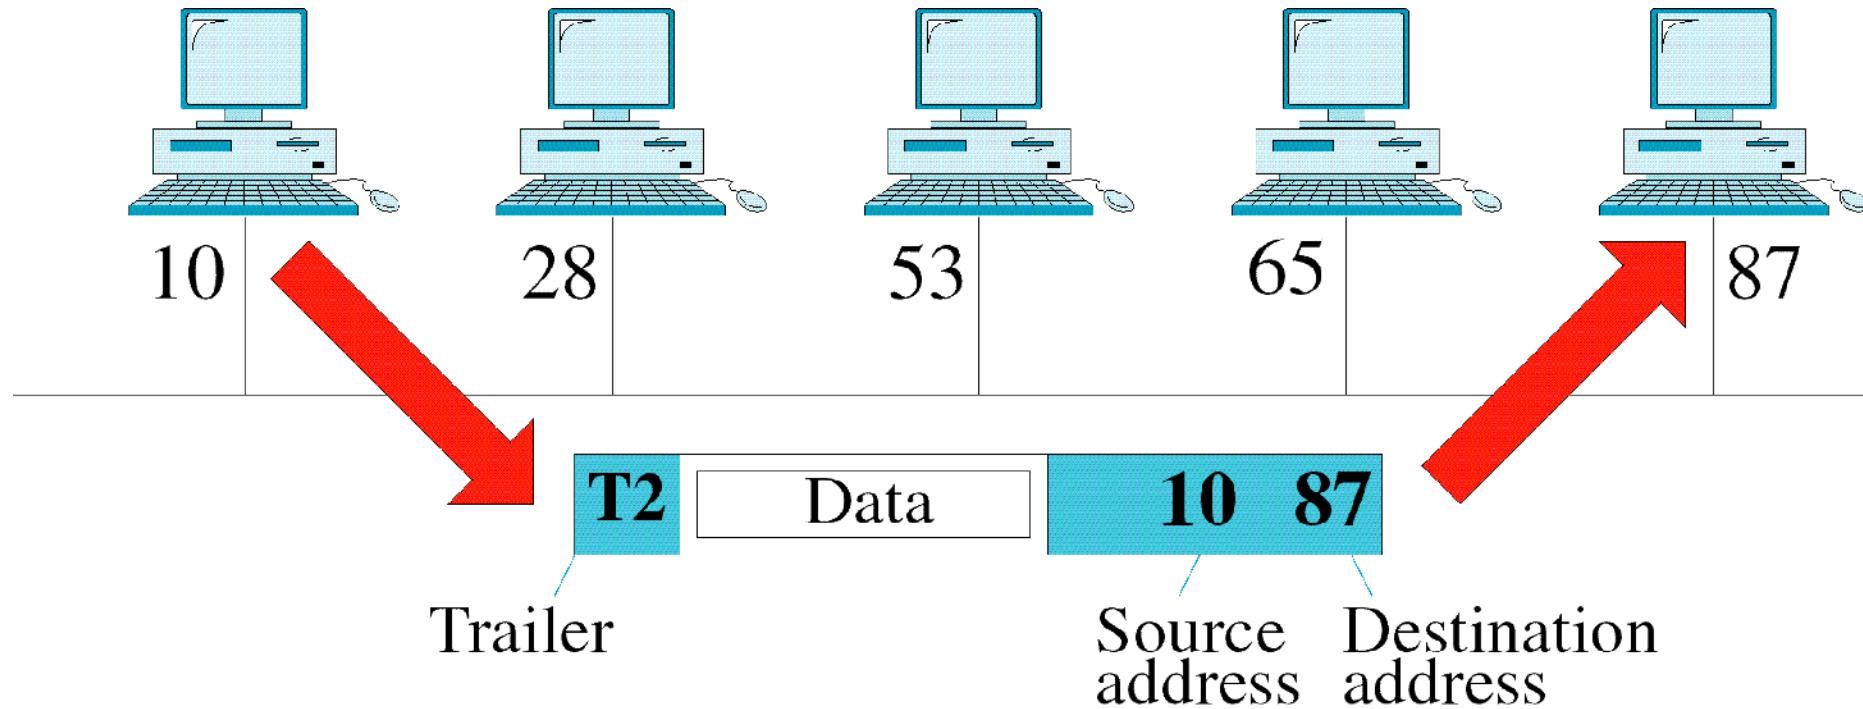 10 28 53 65 87
T2 Data 10 87
Trailer Source address Destination address